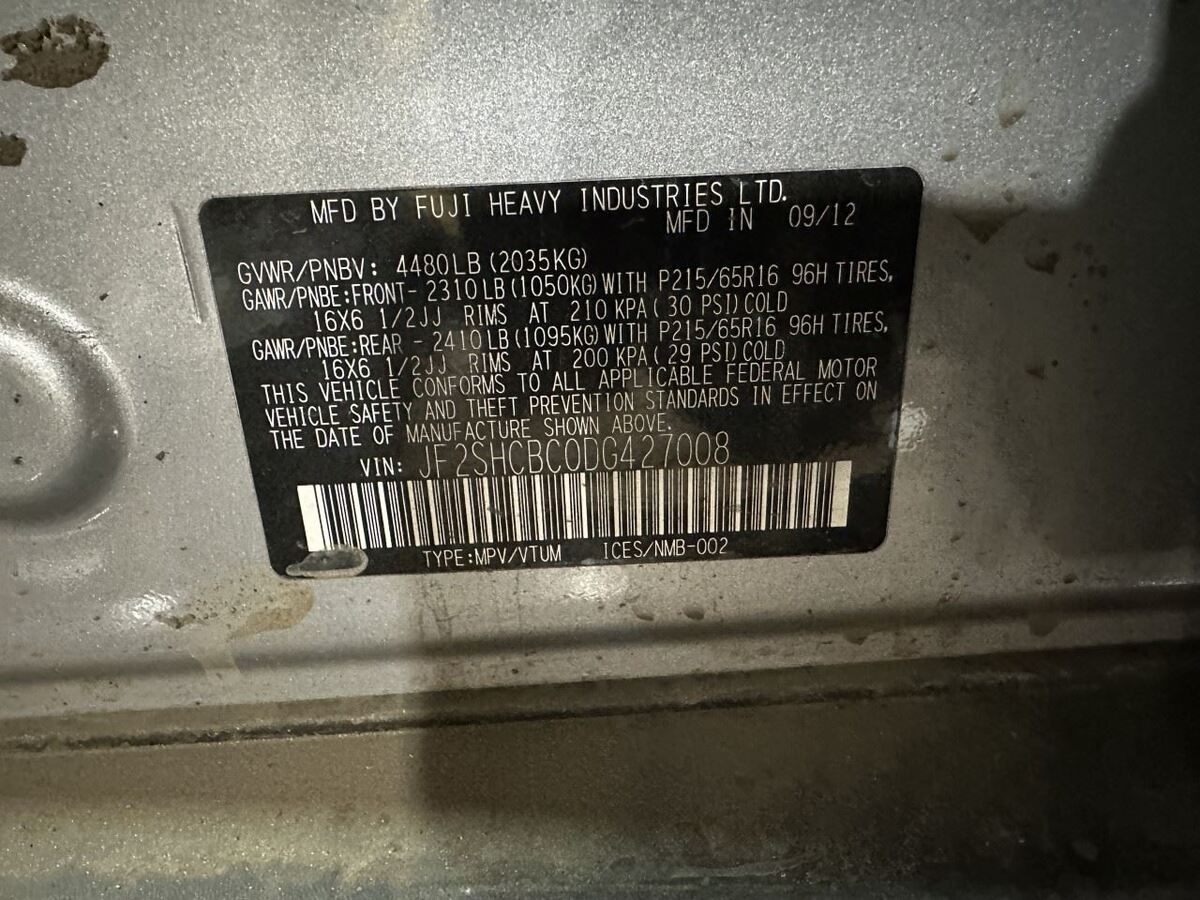 MFD BY FUJI HEAVY INDUSTRIES LTD.
MFD IN 09/12
GVWR/PNBV: 4480LB(2035KG)
GAWR/PNBE:FRONT- 2310LB(1050KG)WITH P215/65R16 96H TIRES,
16X6 1/2JJ RIMS AT 210 KPA(30 PSI)COLD
GAWR/PNBE:REAR - 2410LB(1095KG)WITH P215/65R16 96H TIRES,
16X6 1/2JJ RIMS AT 200 KPA(29 PSI)COLD
THIS VEHICLE CONFORMS TO ALL APPLICABLE FEDERAL MOTOR
VEHICLE SAFETY AND THEFT PREVENTION STANDARDS IN EFFECT ON
THE DATE OF MANUFACTURE SHOWN ABOVE.
VIN: JF2SHCBC0DG427008
TYPE:MPV/VTUM ICES/NMB-002